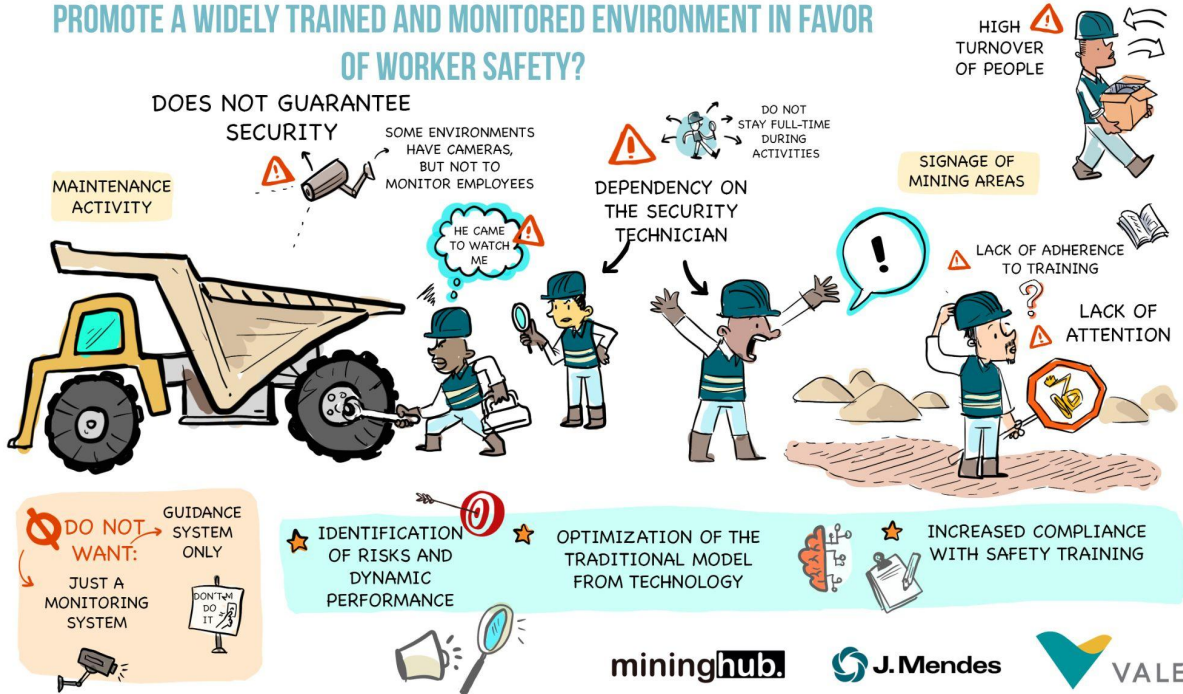 PROMOTE A WIDELY TRAINED AND MONITORED ENVIRONMENT IN FAVOR
OF WORKER SAFETY?
HIGH
TURNOVER
OF PEOPLE
DOES NOT GUARANTEE
SECURITY
SOME ENVIRONMENTS
HAVE CAMERAS,
BUT NOT TO
MONITOR EMPLOYEES
DO NOT
STAY FULL-TIME
DURING
ACTIVITIES
MAINTENANCE
ACTIVITY
HE CAME
TO WATCH
ME
DEPENDENCY ON
THE SECURITY
TECHNICIAN
!
SIGNAGE OF
MINING AREAS
LACK OF ADHERENCE
TO TRAINING
?
LACK OF
ATTENTION
DO NOT
WANT:
GUIDANCE
SYSTEM
ONLY
JUST A
MONITORING
SYSTEM
DON'T
DO
IT
IDENTIFICATION
OF RISKS AND
DYNAMIC
PERFORMANCE
OPTIMIZATION OF THE
TRADITIONAL MODEL
FROM TECHNOLOGY
INCREASED COMPLIANCE
WITH SAFETY TRAINING
mininghub.
J.Mendes
VALE